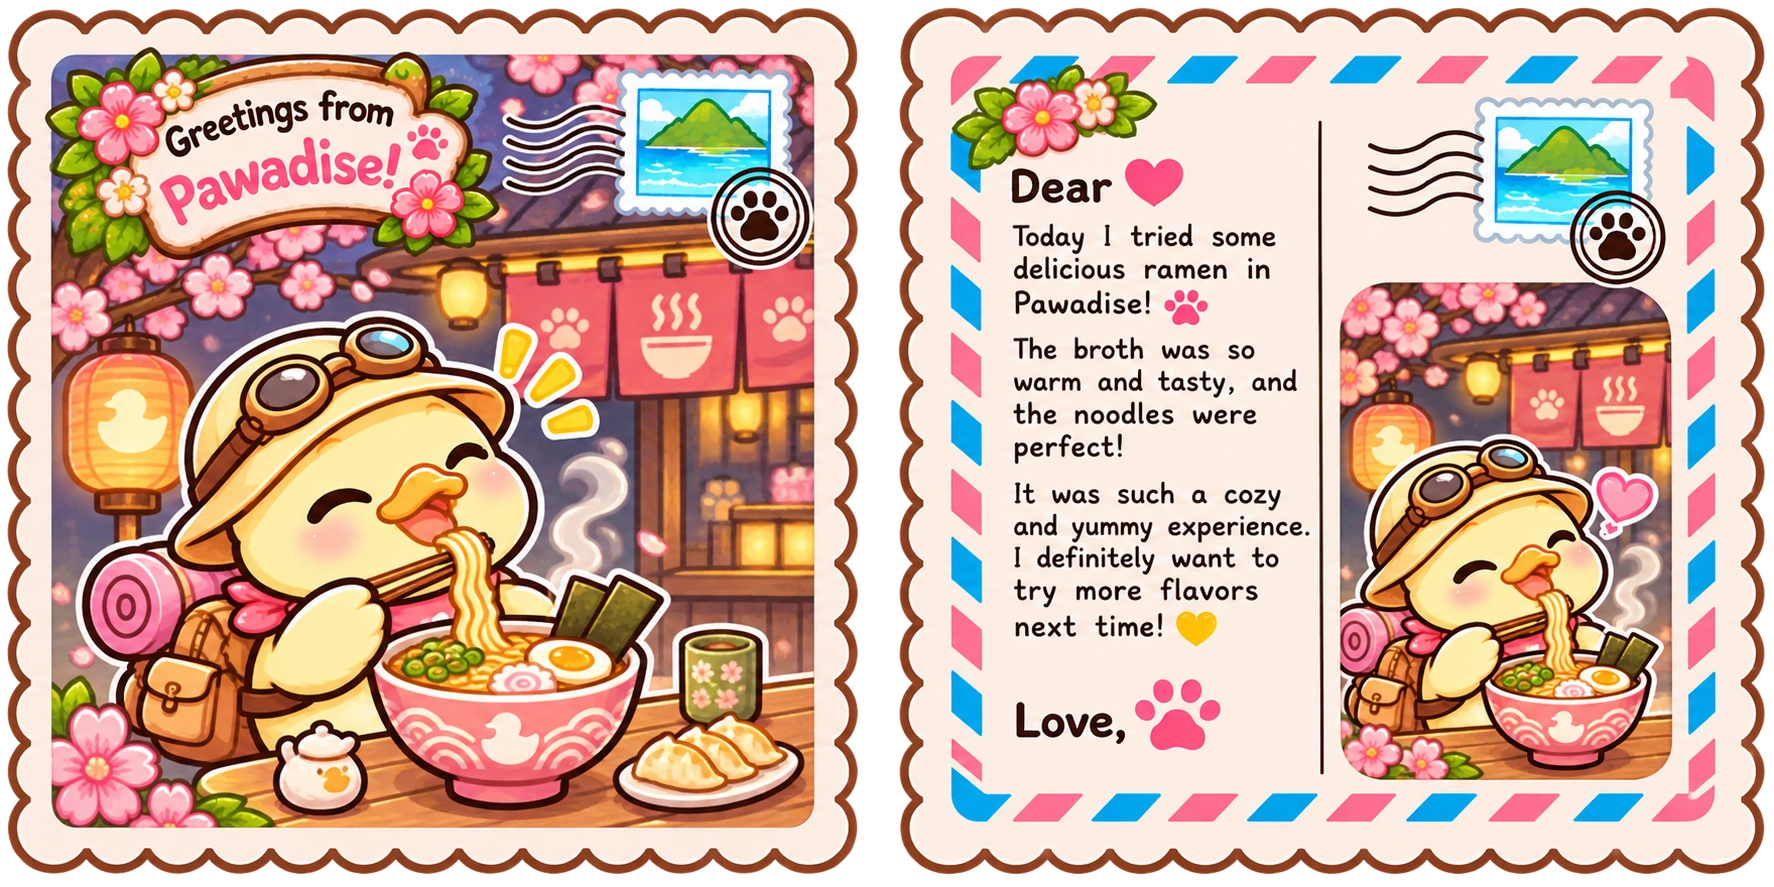 Greetings from
Pawadise!
Dear
Today I tried some
delicious ramen in
Pawadise!
The broth was so
warm and tasty, and
the noodles were
perfect!
It was such a cozy
and yummy experience.
I definitely want to
try more flavors
next time!
Love,